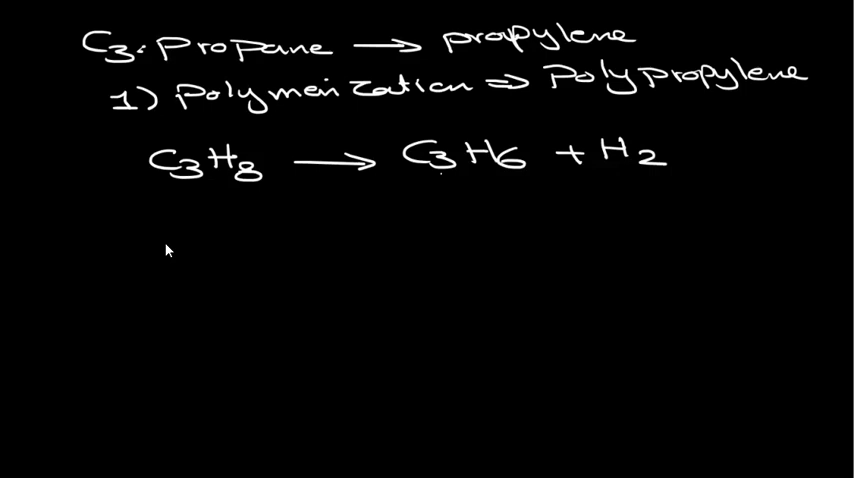 C3. Propane → propylene
1) Polymerization ⇒ Polypropylene
C3H8 → C3H6 + H2